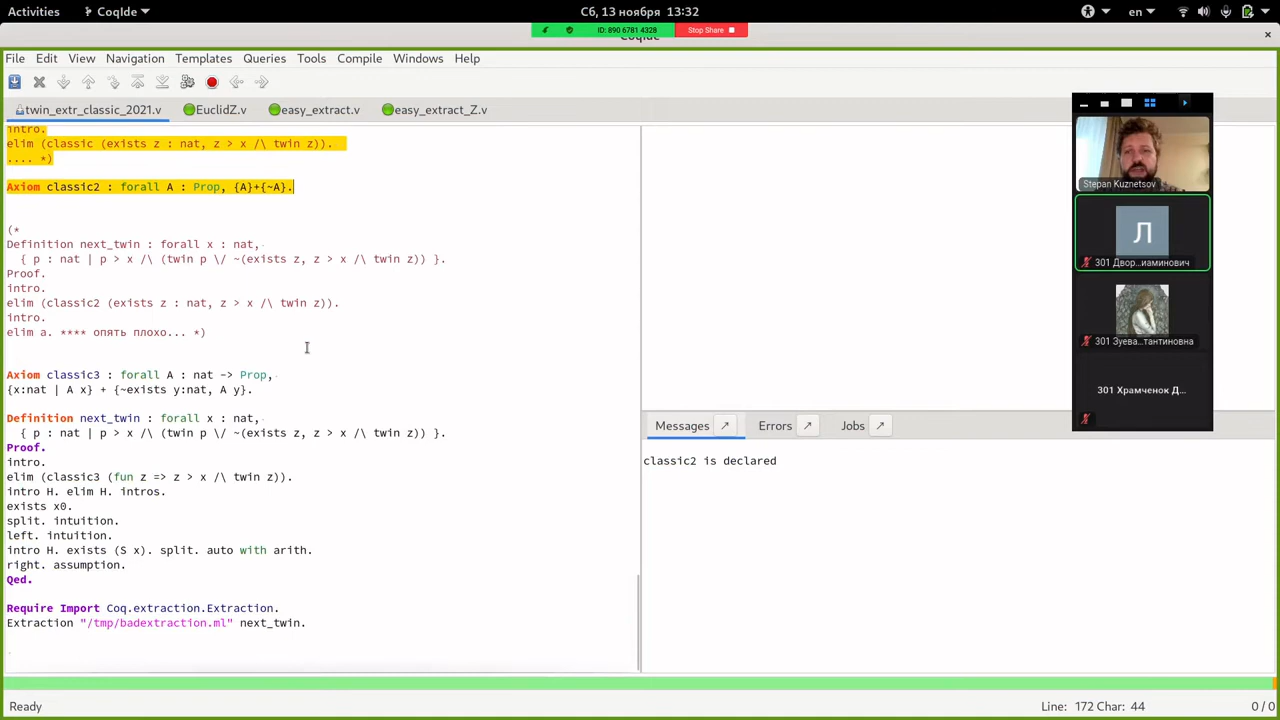 Activities
CoqIde
Сб, 13 ноября 13:32
en
ID: 890 6781 4328
Stop Share
CoqIde
File Edit View Navigation Templates Queries Tools Compile Windows Help
twin_extr_classic_2021.v
EuclidZ.v
easy_extract.v
easy_extract_Z.v
intro.
elim (classic (exists z : nat, z > x /\ twin z)).
.... *)
Axiom classic2 : forall A : Prop, {A}+{~A}.
(*
Definition next_twin : forall x : nat,
{ p : nat | p > x /\ (twin p \/ ~(exists z, z > x /\ twin z)) }.
Proof.
intro.
elim (classic2 (exists z : nat, z > x /\ twin z)).
intro.
elim a. **** опять плохо... *)
Axiom classic3 : forall A : nat -> Prop,
{x:nat | A x} + {~exists y:nat, A y}.
Definition next_twin : forall x : nat,
{ p : nat | p > x /\ (twin p \/ ~(exists z, z > x /\ twin z)) }.
Proof.
intro.
elim (classic3 (fun z => z > x /\ twin z)).
intro H. elim H. intros.
exists x0.
split. intuition.
left. intuition.
intro H. exists (S x). split. auto with arith.
right. assumption.
Qed.
Require Import Coq.extraction.Extraction.
Extraction "/tmp/badextraction.ml" next_twin.
Messages
Errors
Jobs
classic2 is declared
Stepan Kuznetsov
Л
301 Двор...иаминович
301 Зуева...тантиновна
301 Храмченок Д...
Ready
Line: 172 Char: 44
0 / 0